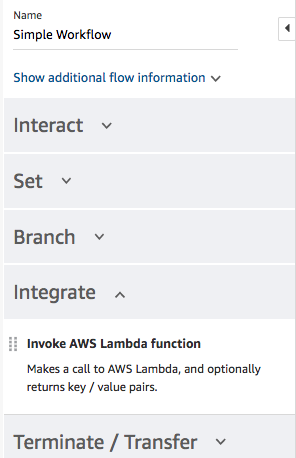 Name
Simple Workflow
Show additional flow information
Interact
Set
Branch
Integrate
Invoke AWS Lambda function
Makes a call to AWS Lambda, and optionally
returns key / value pairs.
Terminate / Transfer